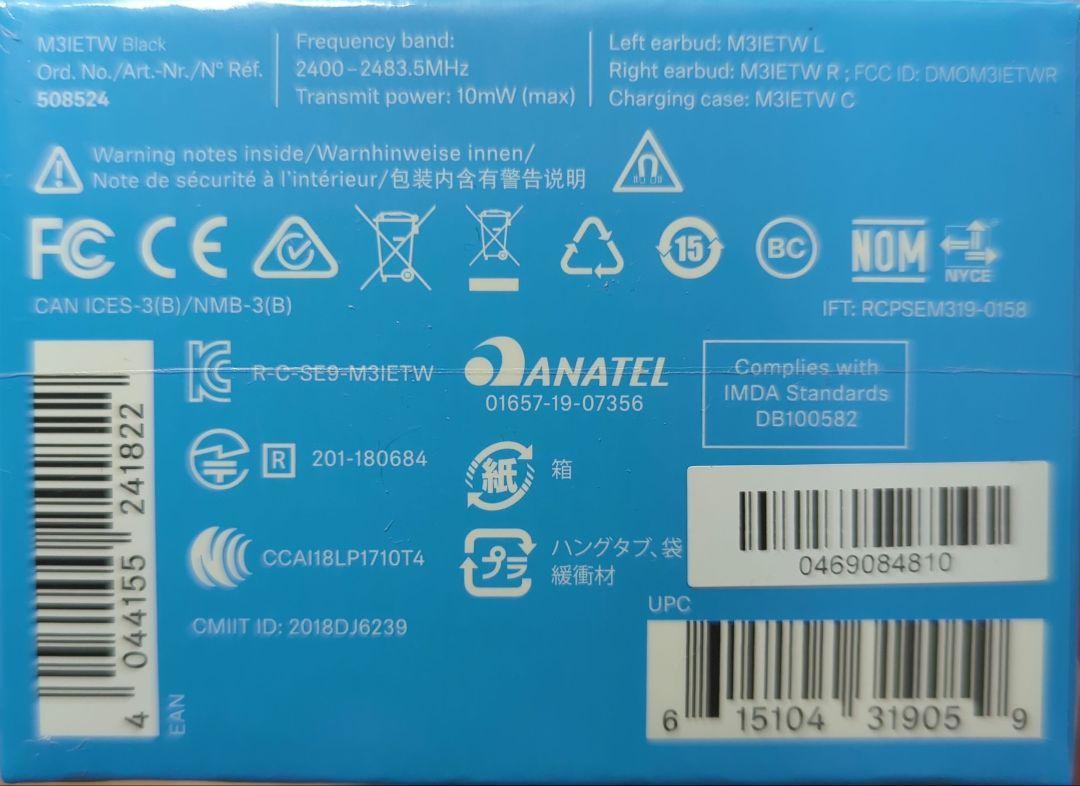 M3IETW Black
Ord. No./Art.-Nr./N° Réf.
508524
Frequency band:
2400–2483.5MHz
Transmit power: 10mW (max)
Left earbud: M3IETW L
Right earbud: M3IETW R ; FCC ID: DMOM3IETWR
Charging case: M3IETW C
Warning notes inside/Warnhinweise innen/
Note de sécurité à l'intérieur/包装内含有警告说明
FC CE 15 BC NOM NYCE
CAN ICES-3(B)/NMB-3(B)
IFT: RCPSEM319-0158
R-C-SE9-M3IETW
ANATEL
01657-19-07356
Complies with
IMDA Standards
DB100582
R 201-180684
紙 箱
CCAI18LP1710T4
プラ ハングタブ、袋
緩衝材
CMIIT ID: 2018DJ6239
4 044155 241822
EAN
0469084810
UPC
6 15104 31905 9